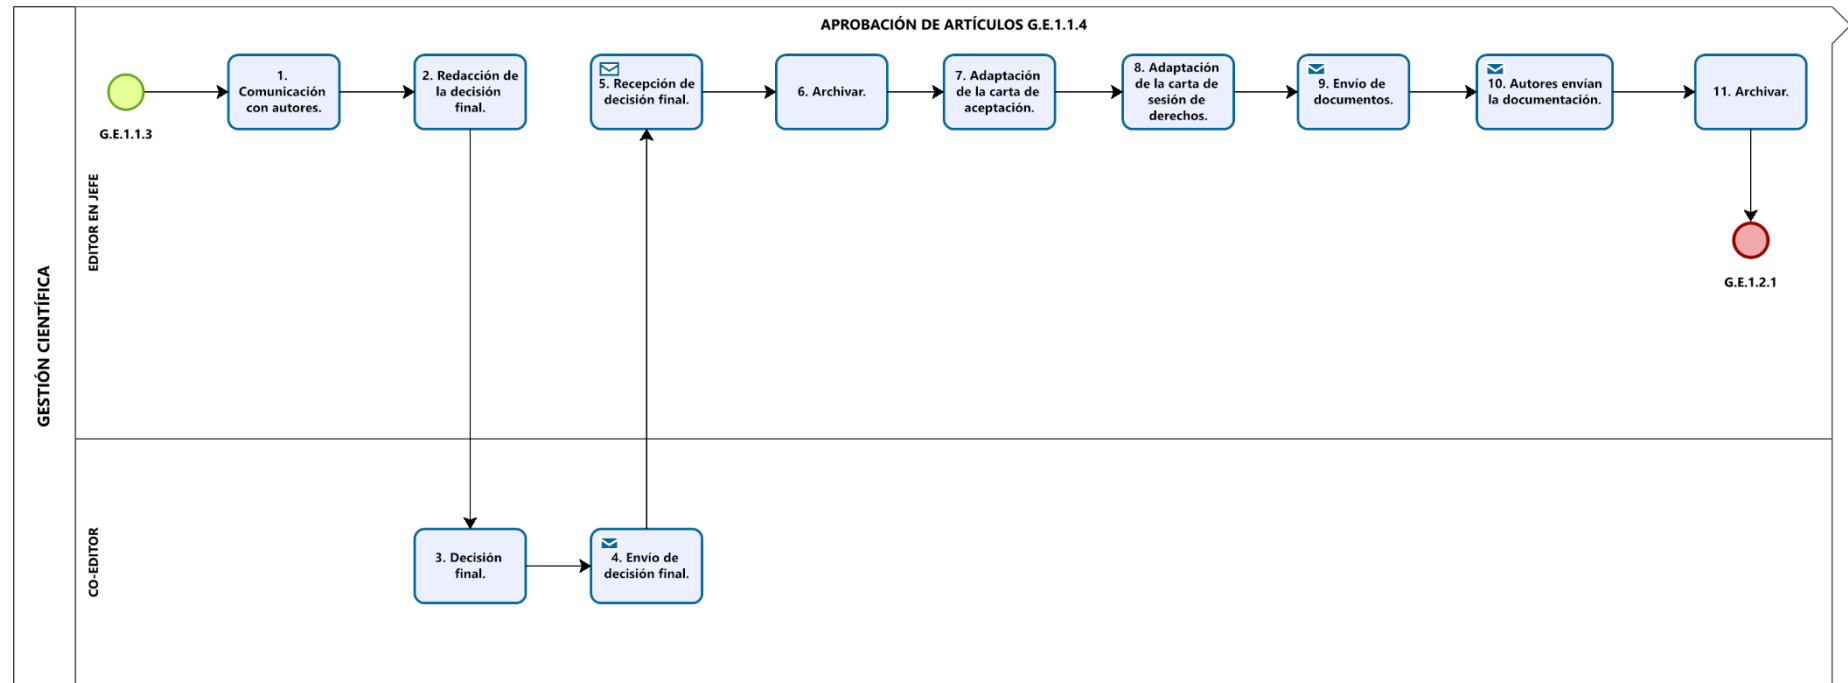 APROBACIÓN DE ARTÍCULOS G.E.1.1.4
GESTIÓN CIENTÍFICA
EDITOR EN JEFE
G.E.1.1.3
1.
Comunicación
con autores.
2. Redacción de
la decisión
final.
5. Recepción de
decisión final.
6. Archivar.
7. Adaptación
de la carta de
aceptación.
8. Adaptación
de la carta de
sesión de
derechos.
9. Envío de
documentos.
10. Autores envían
la documentación.
11. Archivar.
G.E.1.2.1
CO-EDITOR
3. Decisión
final.
4. Envío de
decisión final.